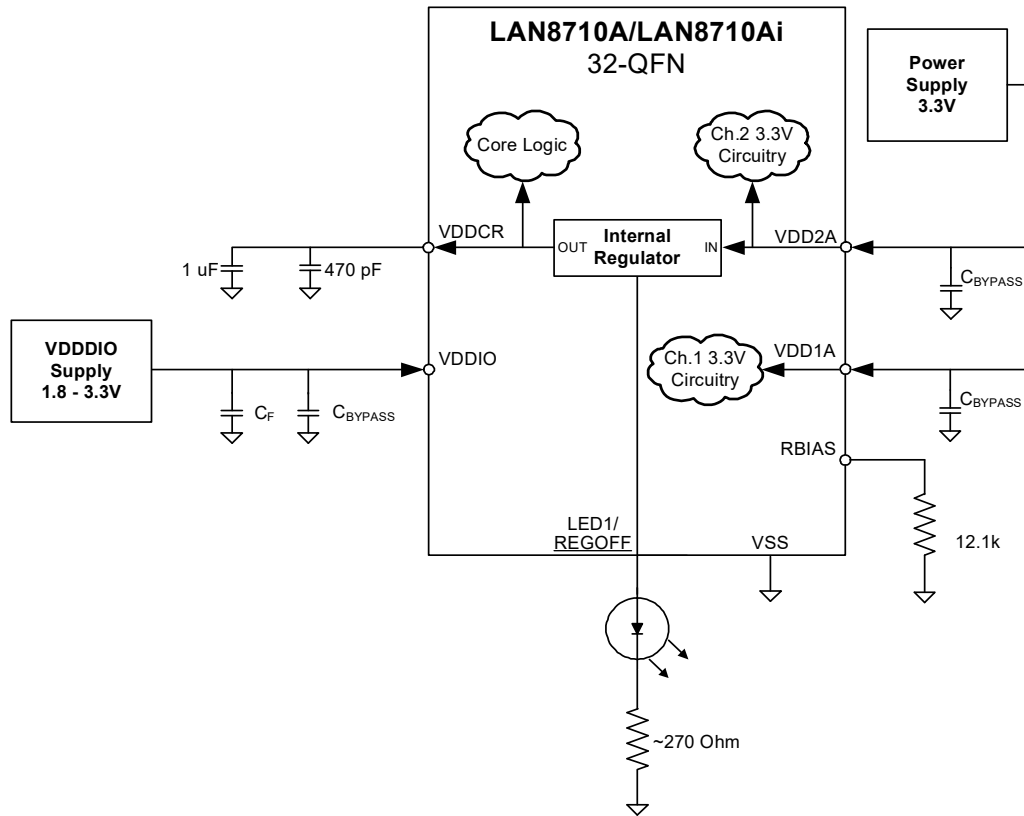 LAN8710A/LAN8710Ai
32-QFN
Power
Supply
3.3V
Core Logic
Ch.2 3.3V
Circuitry
VDDCR
OUT
Internal
Regulator
IN
VDD2A
1 uF
470 pF
CBYPASS
VDDDIO
Supply
1.8 - 3.3V
VDDIO
Ch.1 3.3V
Circuitry
VDD1A
CF
CBYPASS
CBYPASS
RBIAS
LED1/
REGOFF
VSS
12.1k
~270 Ohm